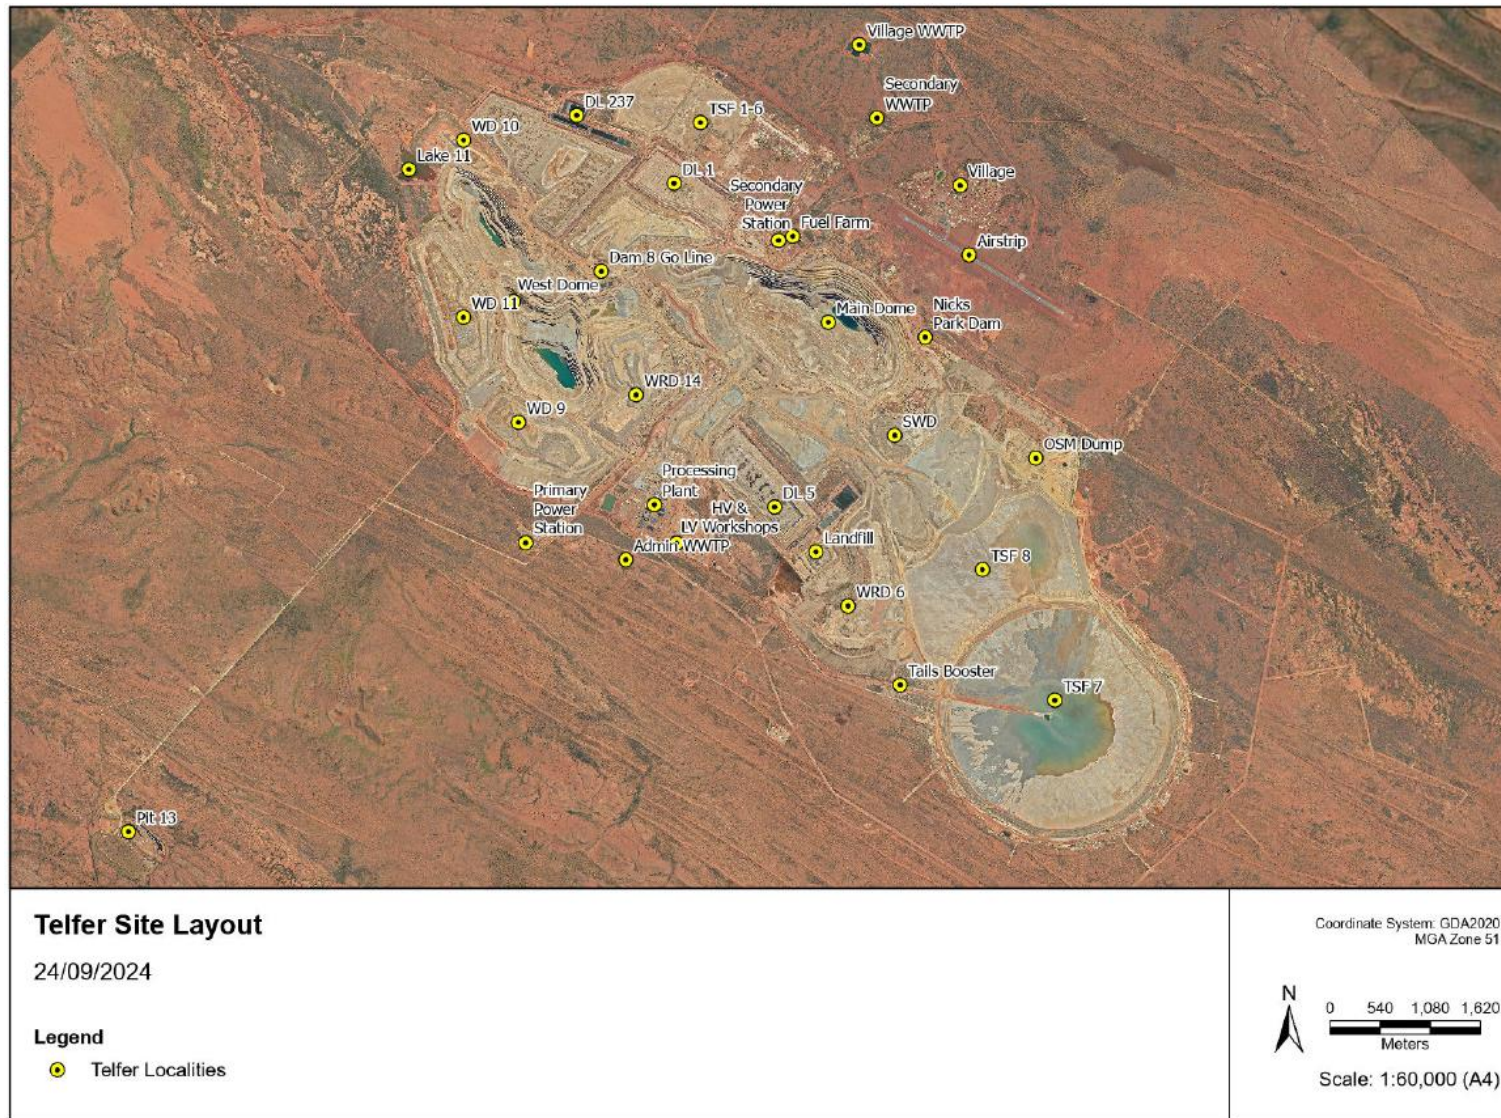 Village WWTP
Secondary
WWTP
DL 237
TSF 1-6
WD 10
Lake 11
DL 1
Village
Secondary
Power
Station
Fuel Farm
Airstrip
Dam 8 Go Line
West Dome
WD 11
Main Dome
Nicks
Park Dam
WRD 14
WD 9
SWD
OSM Dump
Processing
Plant
Primary
Power
Station
HV &
LV Workshops
DL 5
Admin WWTP
Landfill
TSF 8
WRD 6
Tails Booster
TSF 7
Pit 13
Telfer Site Layout
24/09/2024
Legend
Telfer Localities
Coordinate System: GDA2020
MGA Zone 51
N
0 540 1,080 1,620
Meters
Scale: 1:60,000 (A4)